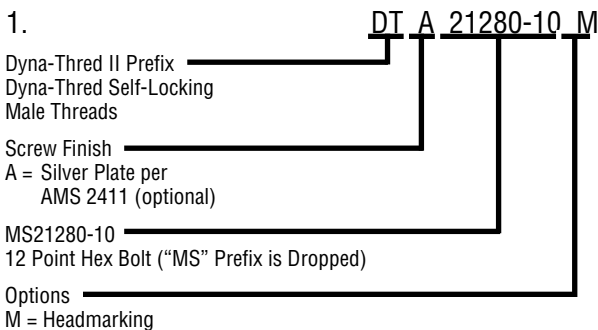 1. DT A 21280-10 M
Dyna-Thred II Prefix
Dyna-Thred Self-Locking
Male Threads
Screw Finish
A = Silver Plate per
AMS 2411 (optional)
MS21280-10
12 Point Hex Bolt (“MS” Prefix is Dropped)
Options
M = Headmarking